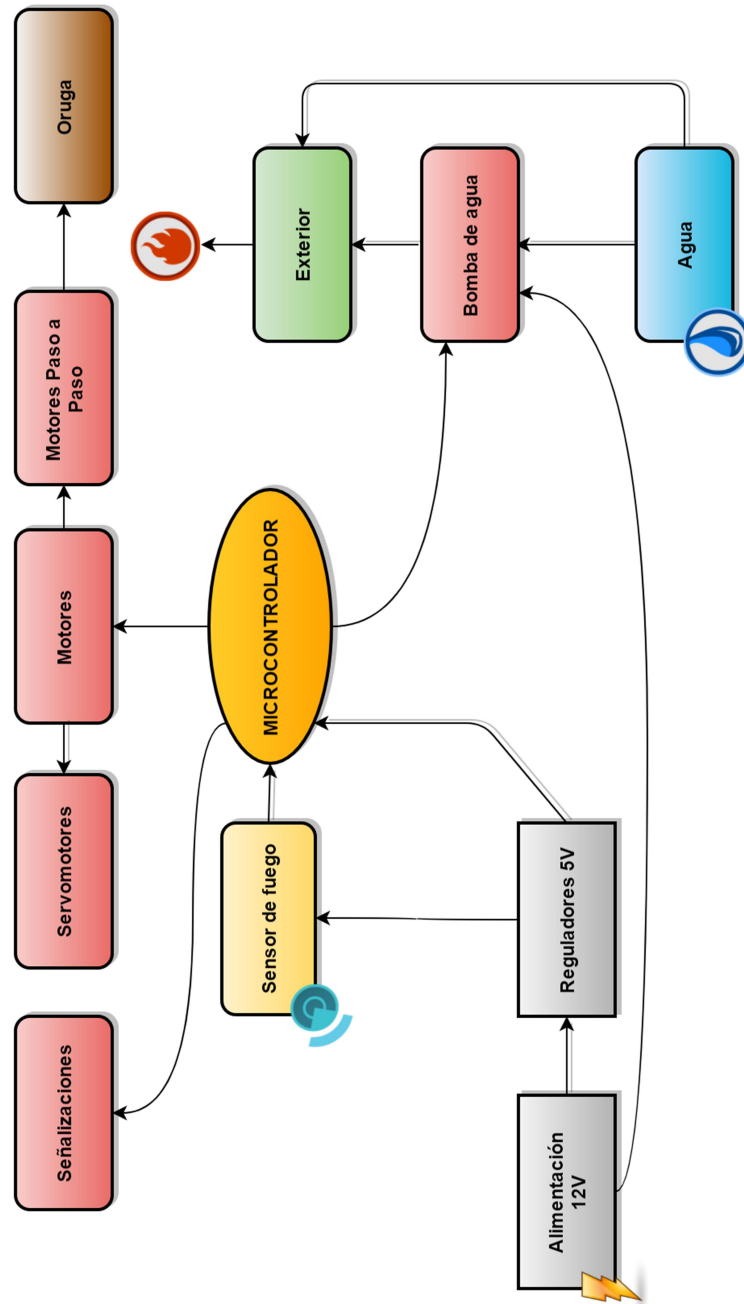 Señalizaciones
Servomotores
Motores
Motores Paso a
Paso
Oruga
Sensor de fuego
MICROCONTROLADOR
Exterior
Bomba de agua
Alimentación
12V
Reguladores 5V
Agua